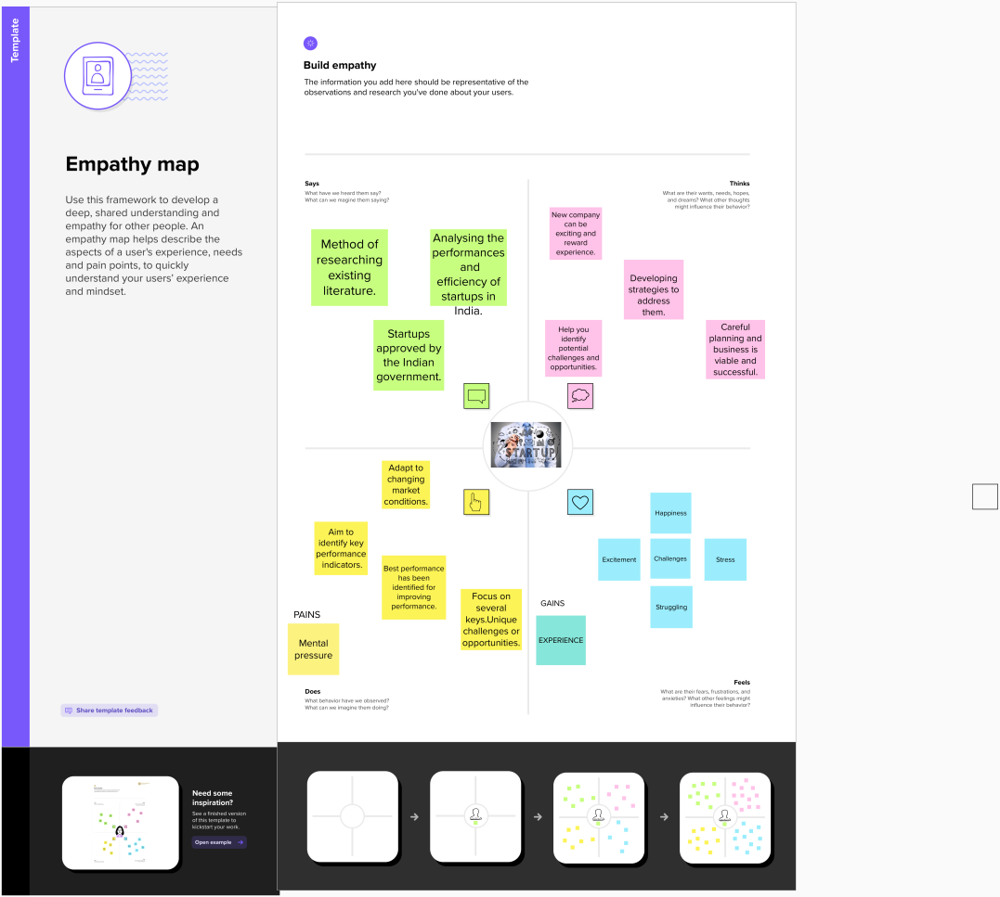 Template
Empathy map
Use this framework to develop a
deep, shared understanding and
empathy for other people. An
empathy map helps describe the
aspects of a user's experience, needs
and pain points, to quickly
understand your users' experience
and mindset.
Share template feedback
Need some
inspiration?
See a finished version
of this template to
kickstart your work.
Open example
Build empathy
The information you add here should be representative of the
observations and research you've done about your users.
Says
What have we heard them say?
What can we magine them saying?
Thinks
What are their wants, needs, hopes,
and dreams? What other thoughts
might influence their behavior?
Method of
researching
existing
literature.
Analysing the
performances
and
efficiency of
startups in
India.
Startups
approved by
the Indian
government.
New company
can be
exciting and
reward
experience.
Developing
strategies to
address
them.
Help you
identify
potential
challenges and
opportunities.
Careful
planning and
business is
viable and
successful.
STARTUP
Adapt to
changing
market
conditions.
Aim to
identify key
performance
indicators.
Best performance
has been
identified for
improving
performance.
Focus on
several
keys.Unique
challenges or
opportunities.
PAINS
Mental
pressure
Happiness
Excitement
Challenges
Stress
Struggling
GAINS
EXPERIENCE
Does
What behavior have we observed?
What can we imagine them doing?
Feels
What are their fears, frustrations, and
anxieties? What other feelings might
influence their behavior?